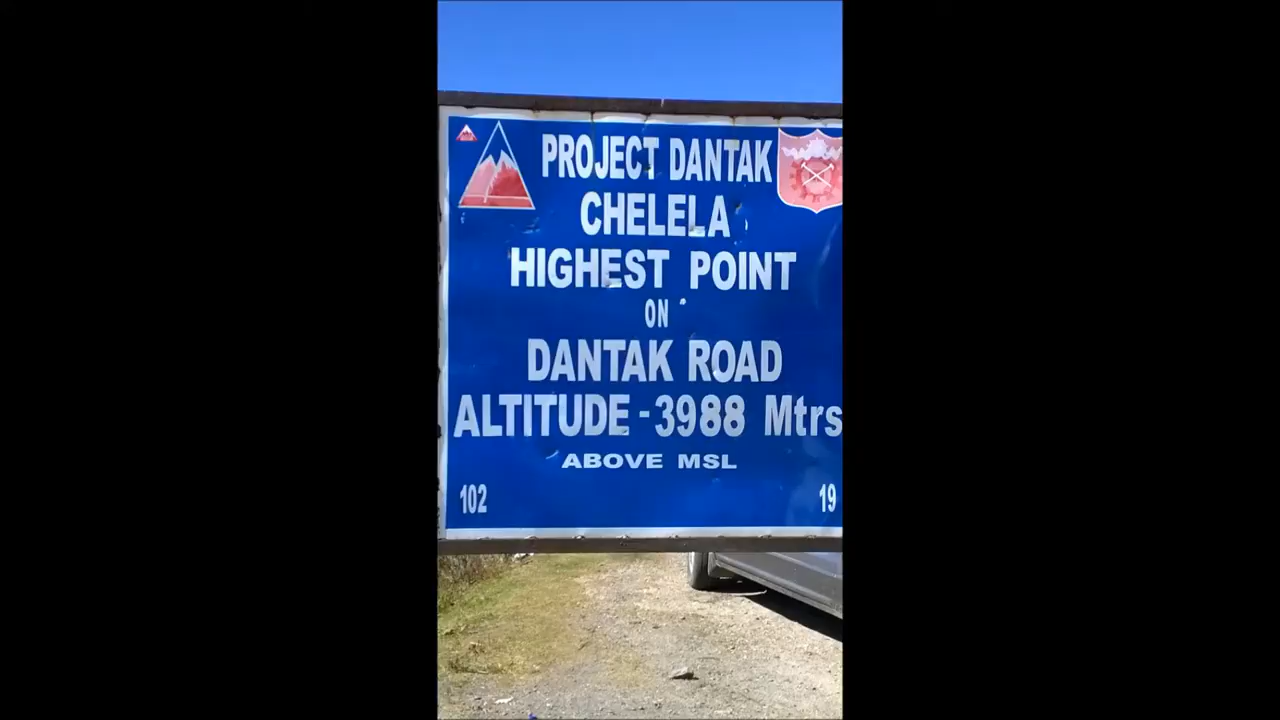 PROJECT DANTAK
CHELELA
HIGHEST POINT
ON
DANTAK ROAD
ALTITUDE - 3988 Mtrs
ABOVE MSL
102 19